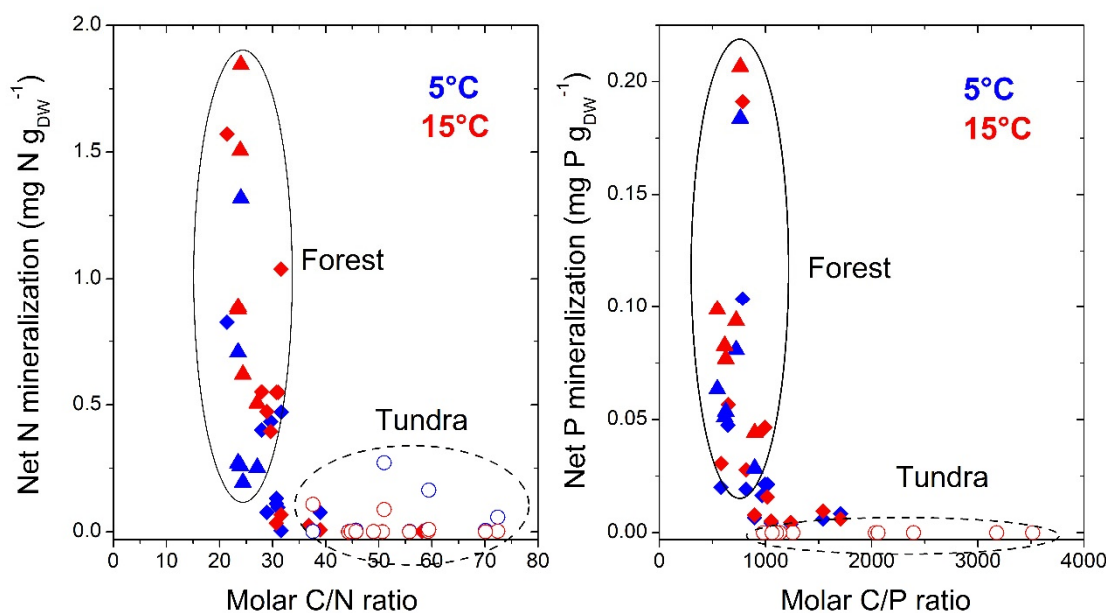 Net N mineralization (mg N g_DW⁻¹)
2.0
1.5
1.0
0.5
0.0
5°C
15°C
Forest
Tundra
0 10 20 30 40 50 60 70 80
Molar C/N ratio
Net P mineralization (mg P g_DW⁻¹)
0.20
0.15
0.10
0.05
0.00
5°C
15°C
Forest
Tundra
0 1000 2000 3000 4000
Molar C/P ratio